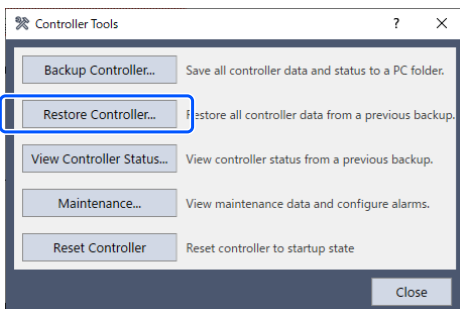 Controller Tools
?
Backup Controller...
Save all controller data and status to a PC folder.
Restore Controller...
Restore all controller data from a previous backup.
View Controller Status...
View controller status from a previous backup.
Maintenance...
View maintenance data and configure alarms.
Reset Controller
Reset controller to startup state
Close